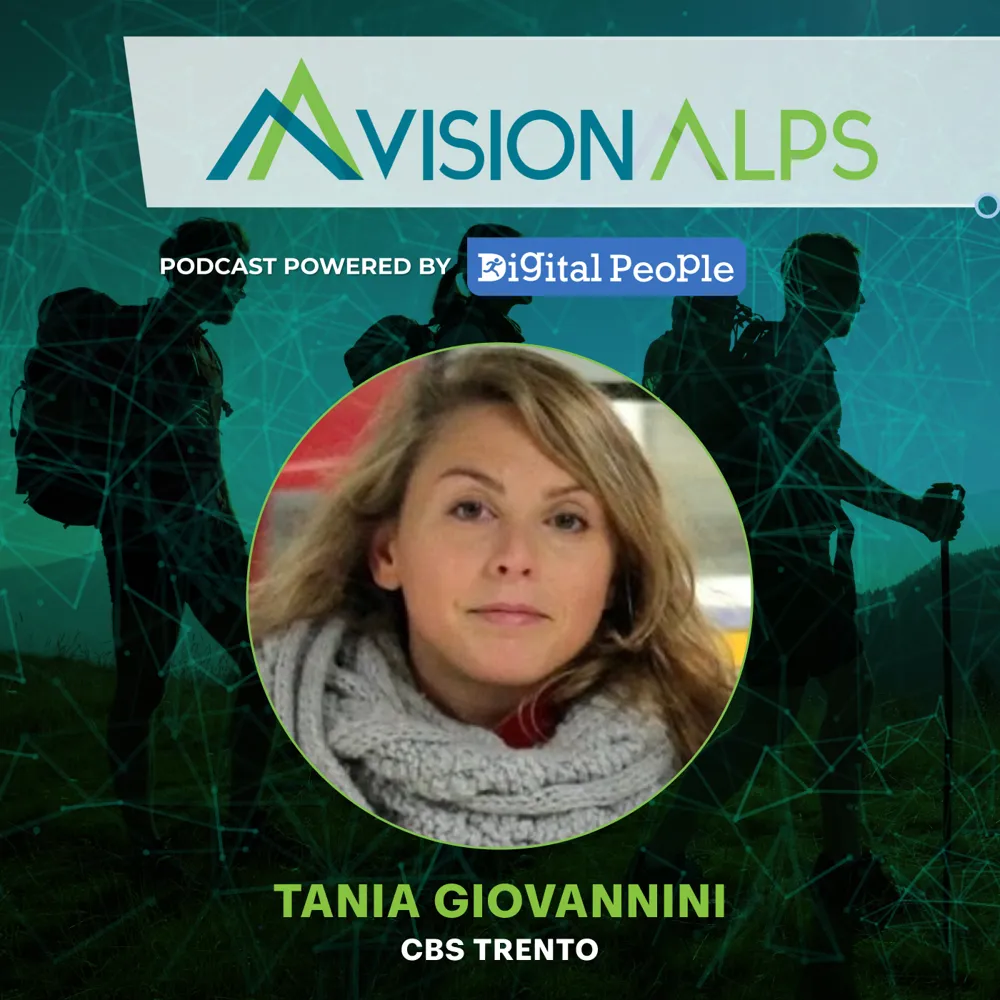 VISION ALPS
PODCAST POWERED BY Digital People
TANIA GIOVANNINI
CBS TRENTO